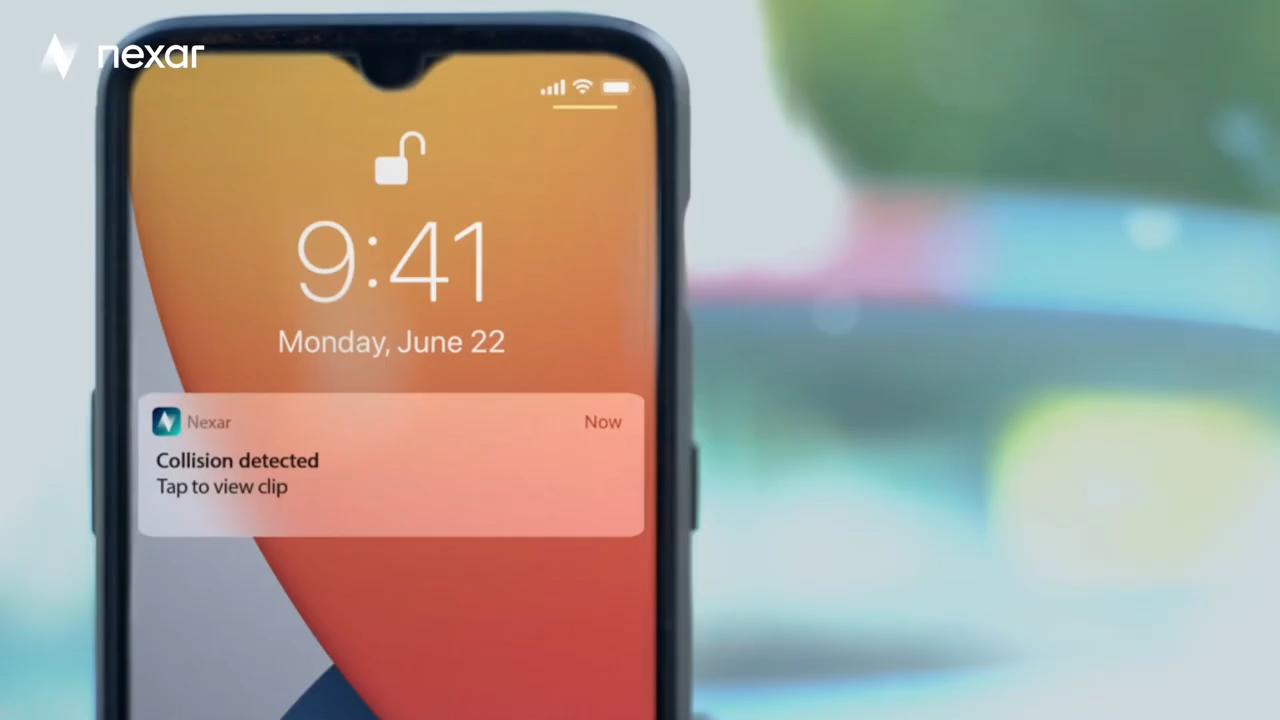 nexar
9:41
Monday, June 22
Nexar
Now
Collision detected
Tap to view clip